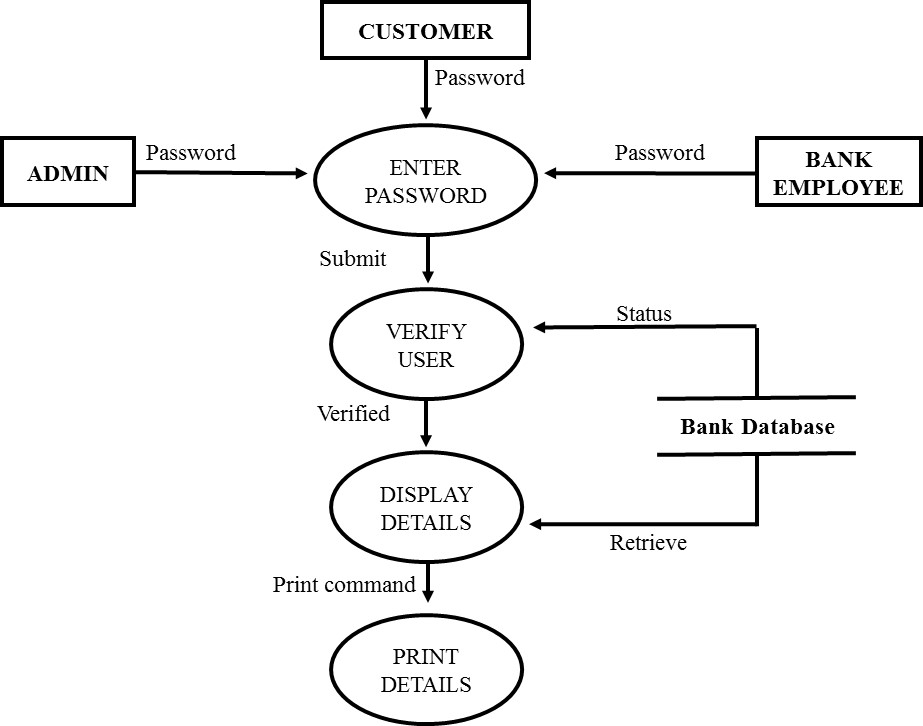 CUSTOMER
Password
ADMIN
Password
ENTER
PASSWORD
Password
BANK
EMPLOYEE
Submit
VERIFY
USER
Status
Verified
Bank Database
DISPLAY
DETAILS
Retrieve
Print command
PRINT
DETAILS